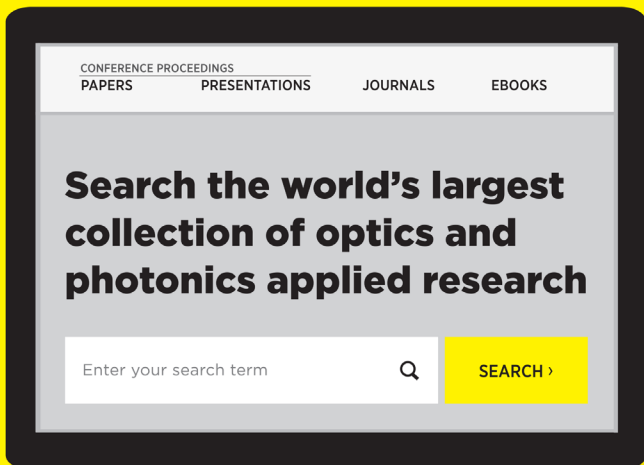 CONFERENCE PROCEEDINGS
PAPERS PRESENTATIONS JOURNALS EBOOKS
Search the world’s largest
collection of optics and
photonics applied research
Enter your search term
SEARCH ›